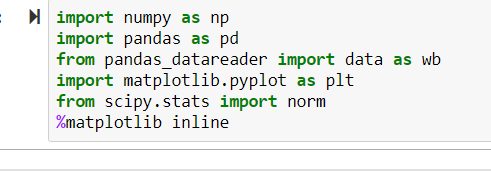 import numpy as np
import pandas as pd
from pandas_datareader import data as wb
import matplotlib.pyplot as plt
from scipy.stats import norm
%matplotlib inline